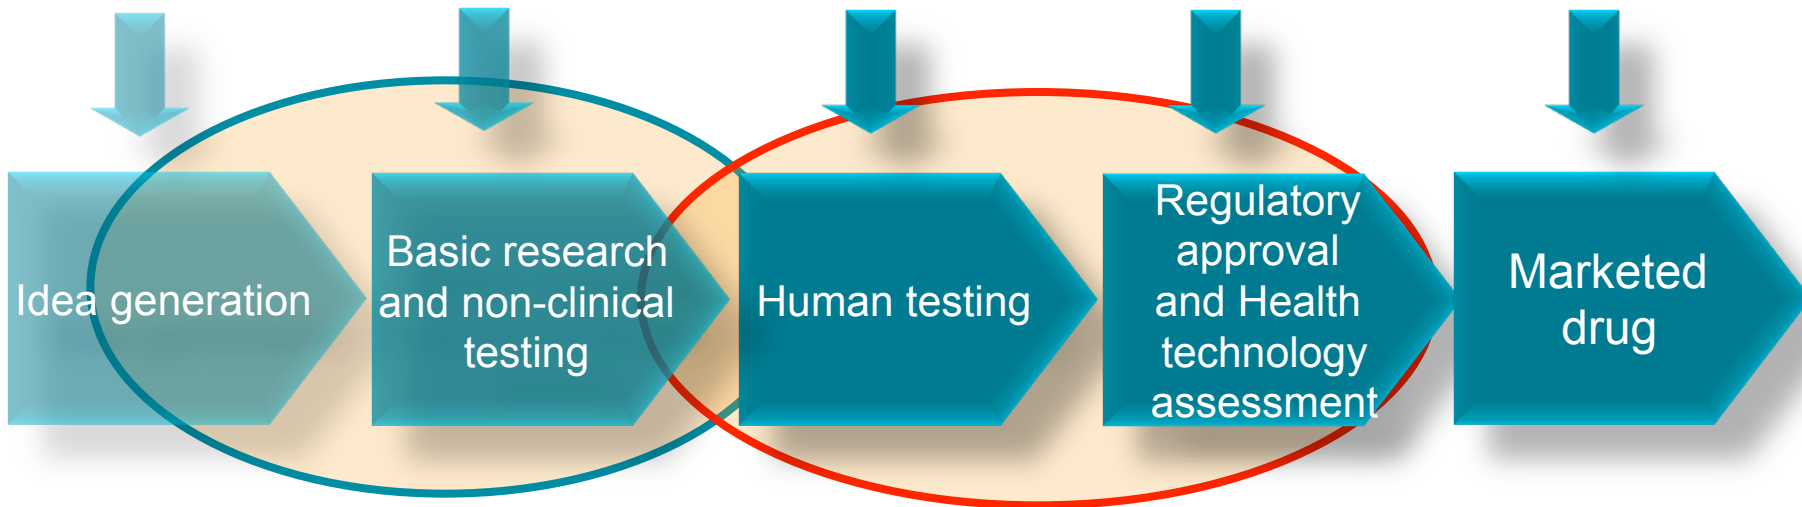 Idea generation
Basic research
and non-clinical
testing
Human testing
Regulatory
approval
and Health
technology
assessment
Marketed
drug